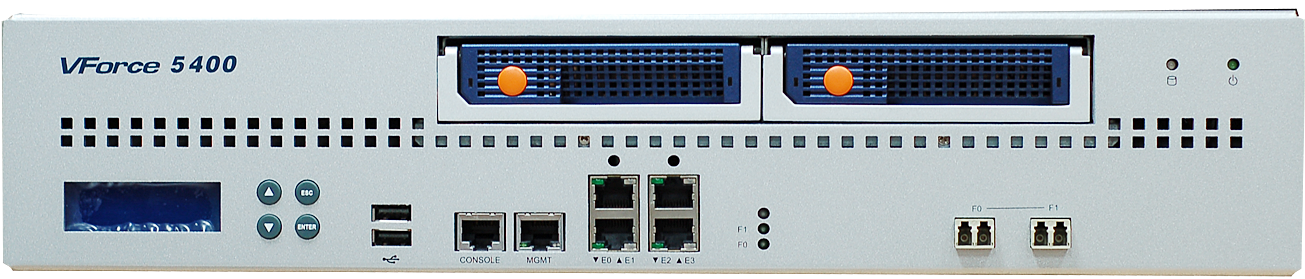 VForce 5400
▲ ESC
▼ ENTER
CONSOLE MGMT
▼E0 ▲E1 ▼E2 ▲E3
F1
F0
F0 F1